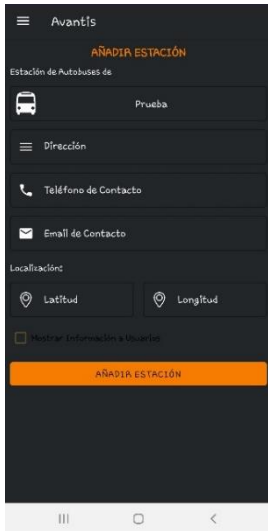 Avantis
AÑADIR ESTACIÓN
Estación de Autobuses de
Prueba
Dirección
Teléfono de Contacto
Email de Contacto
Localización:
Latitud
Longitud
Mostrar Información a Usuarios
AÑADIR ESTACIÓN